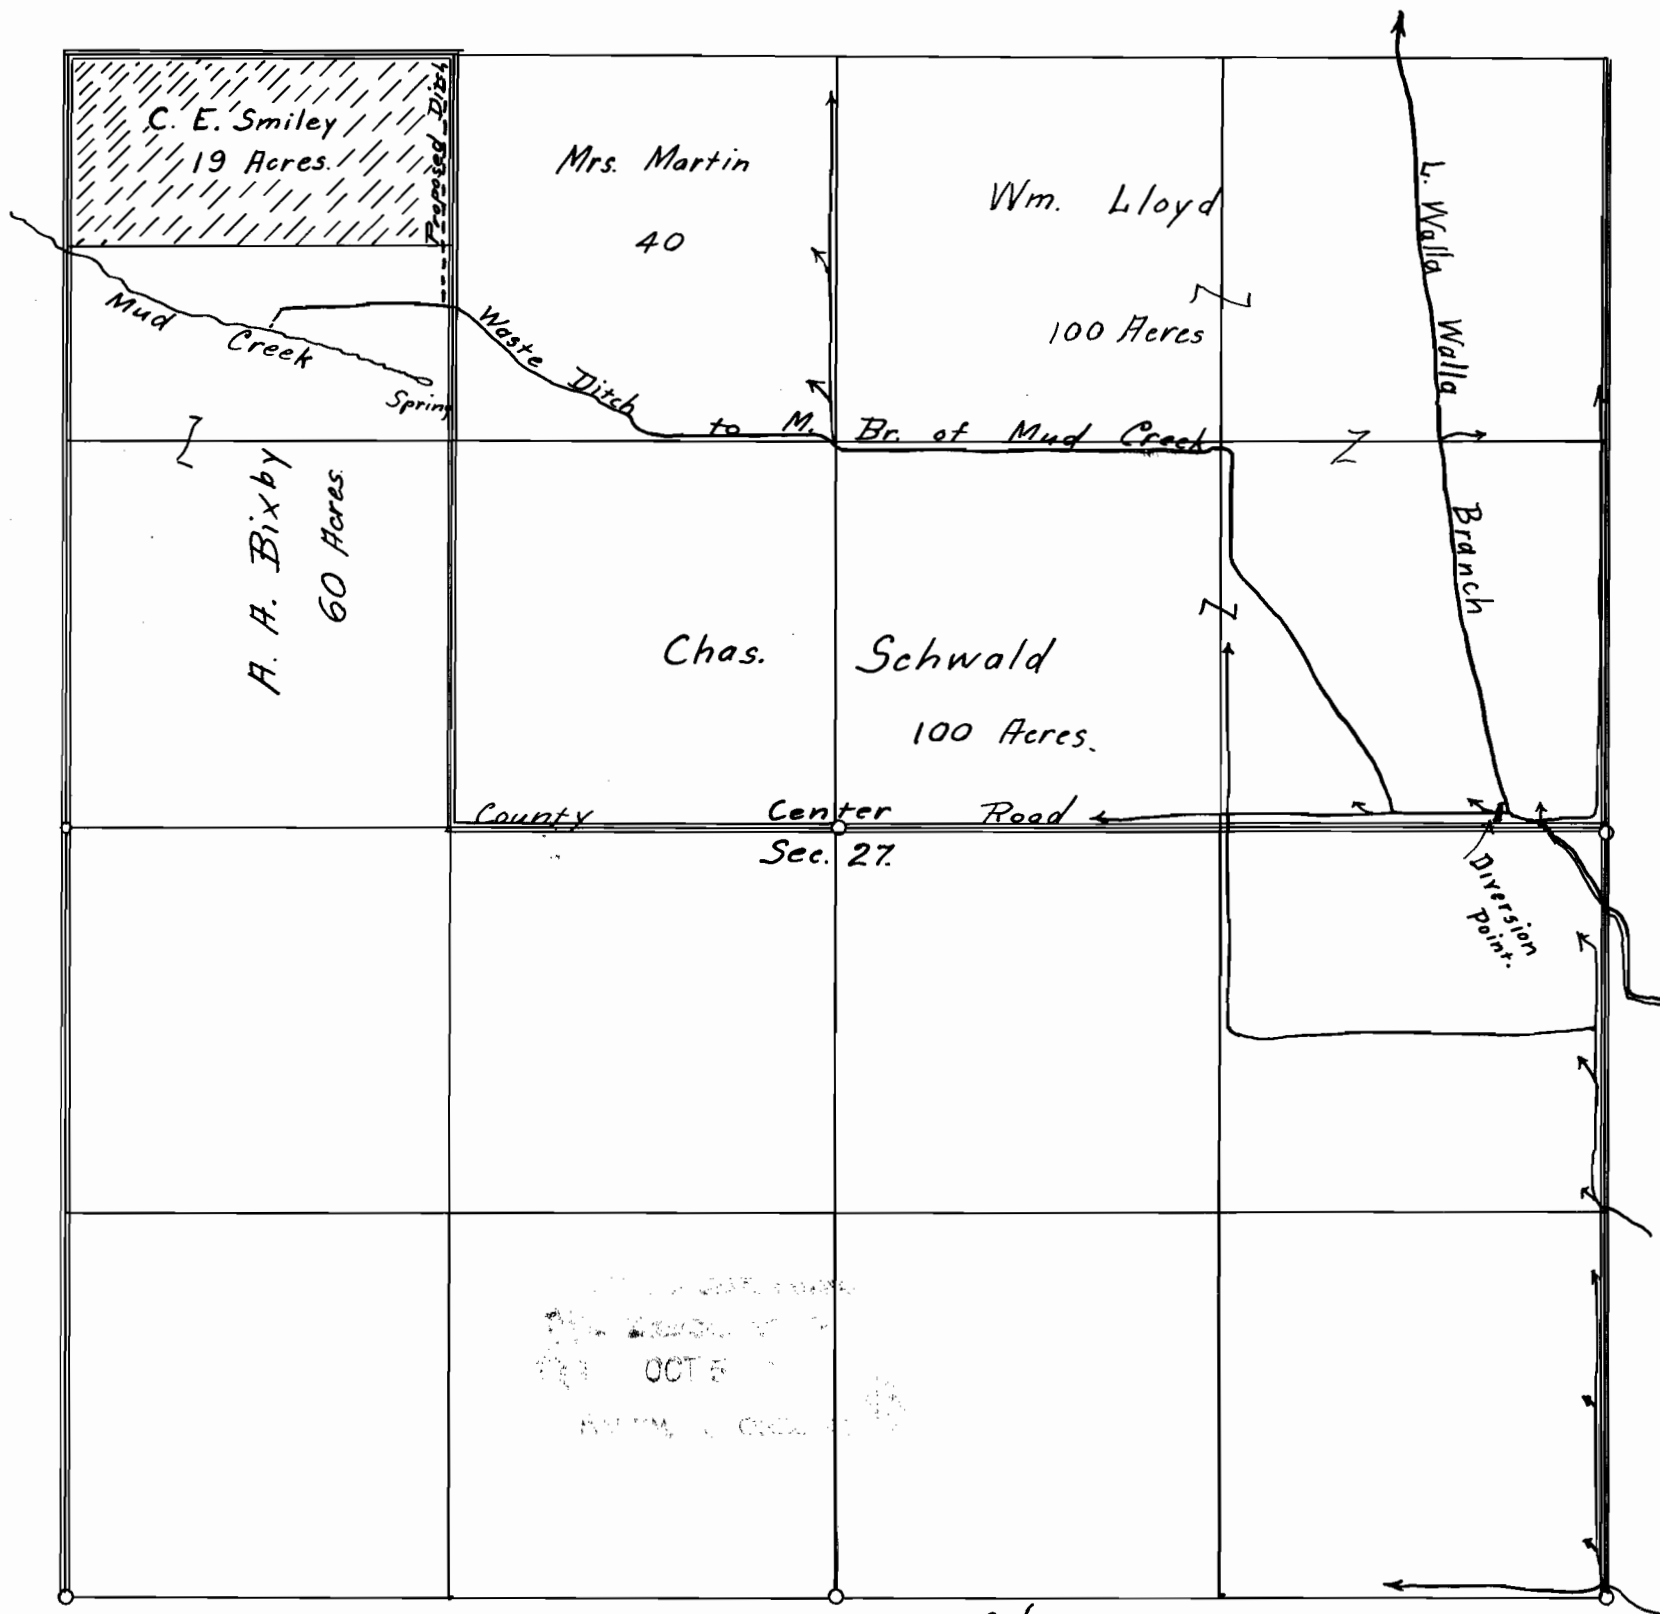 C. E. Smiley
19 Acres.
Proposed Ditch
Mrs. Martin
40
Wm. Lloyd
100 Acres
L. Walla Walla Branch
Mud Creek
Spring
Waste Ditch to M. Br. of Mud Creek
A. A. Bixby
60 Acres
Chas. Schwald
100 Acres.
County Road
Center
Sec. 27.
Diversion
Point.
OCT 5